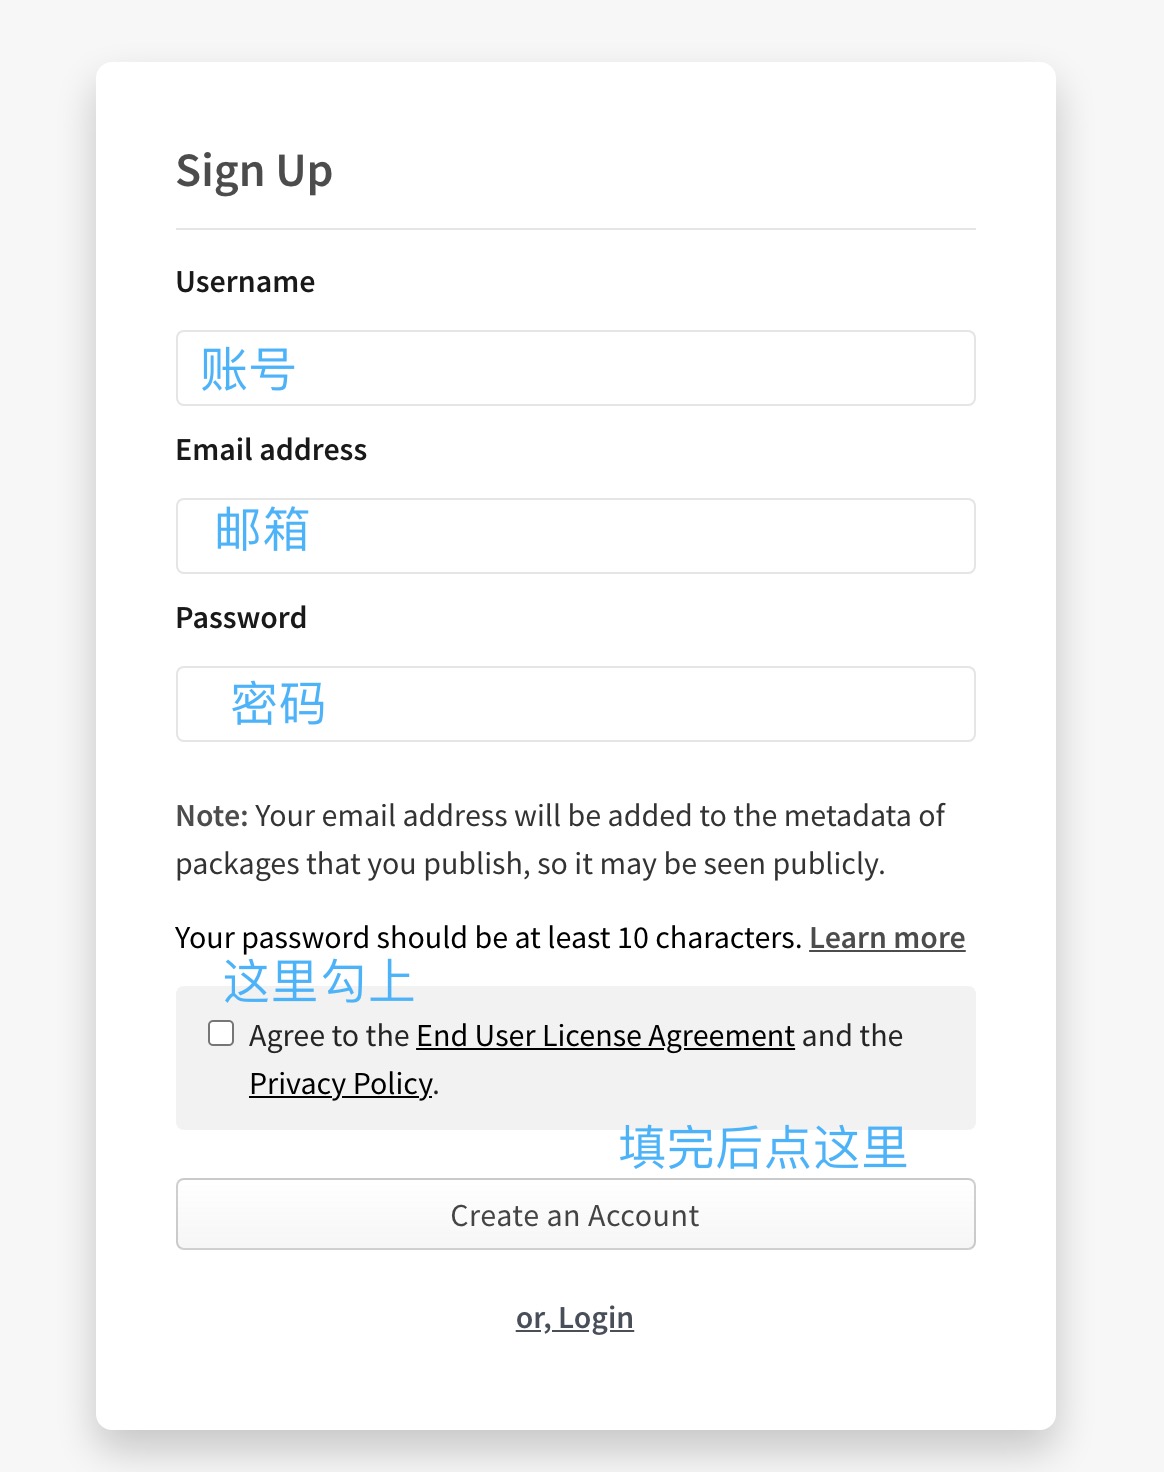 Sign Up
Username
账号
Email address
邮箱
Password
密码
Note: Your email address will be added to the metadata of
packages that you publish, so it may be seen publicly.
Your password should be at least 10 characters. Learn more
这里勾上
Agree to the End User License Agreement and the
Privacy Policy.
填完后点这里
Create an Account
or, Login